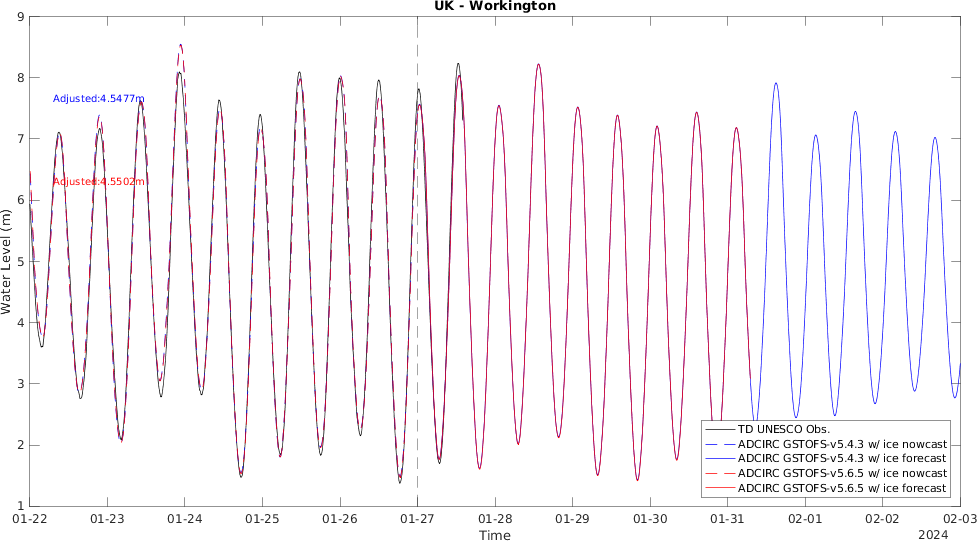 UK - Workington
9
8
7
6
5
4
3
2
1
Water Level (m)
Adjusted:4.5477m
Adjusted:4.5502m
TD UNESCO Obs.
ADCIRC GSTOFS-v5.4.3 w/ ice nowcast
ADCIRC GSTOFS-v5.4.3 w/ ice forecast
ADCIRC GSTOFS-v5.6.5 w/ ice nowcast
ADCIRC GSTOFS-v5.6.5 w/ ice forecast
01-22 01-23 01-24 01-25 01-26 01-27 01-28 01-29 01-30 01-31 02-01 02-02 02-03
Time
2024